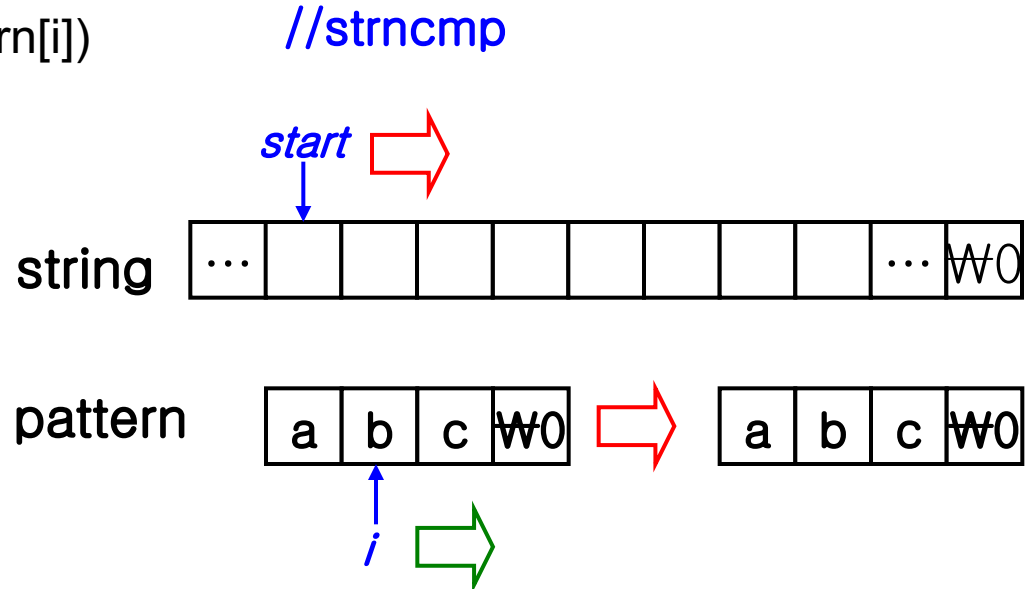 rn[i]) //strncmp
start
string … … ₩0
pattern a b c ₩0 a b c ₩0
i